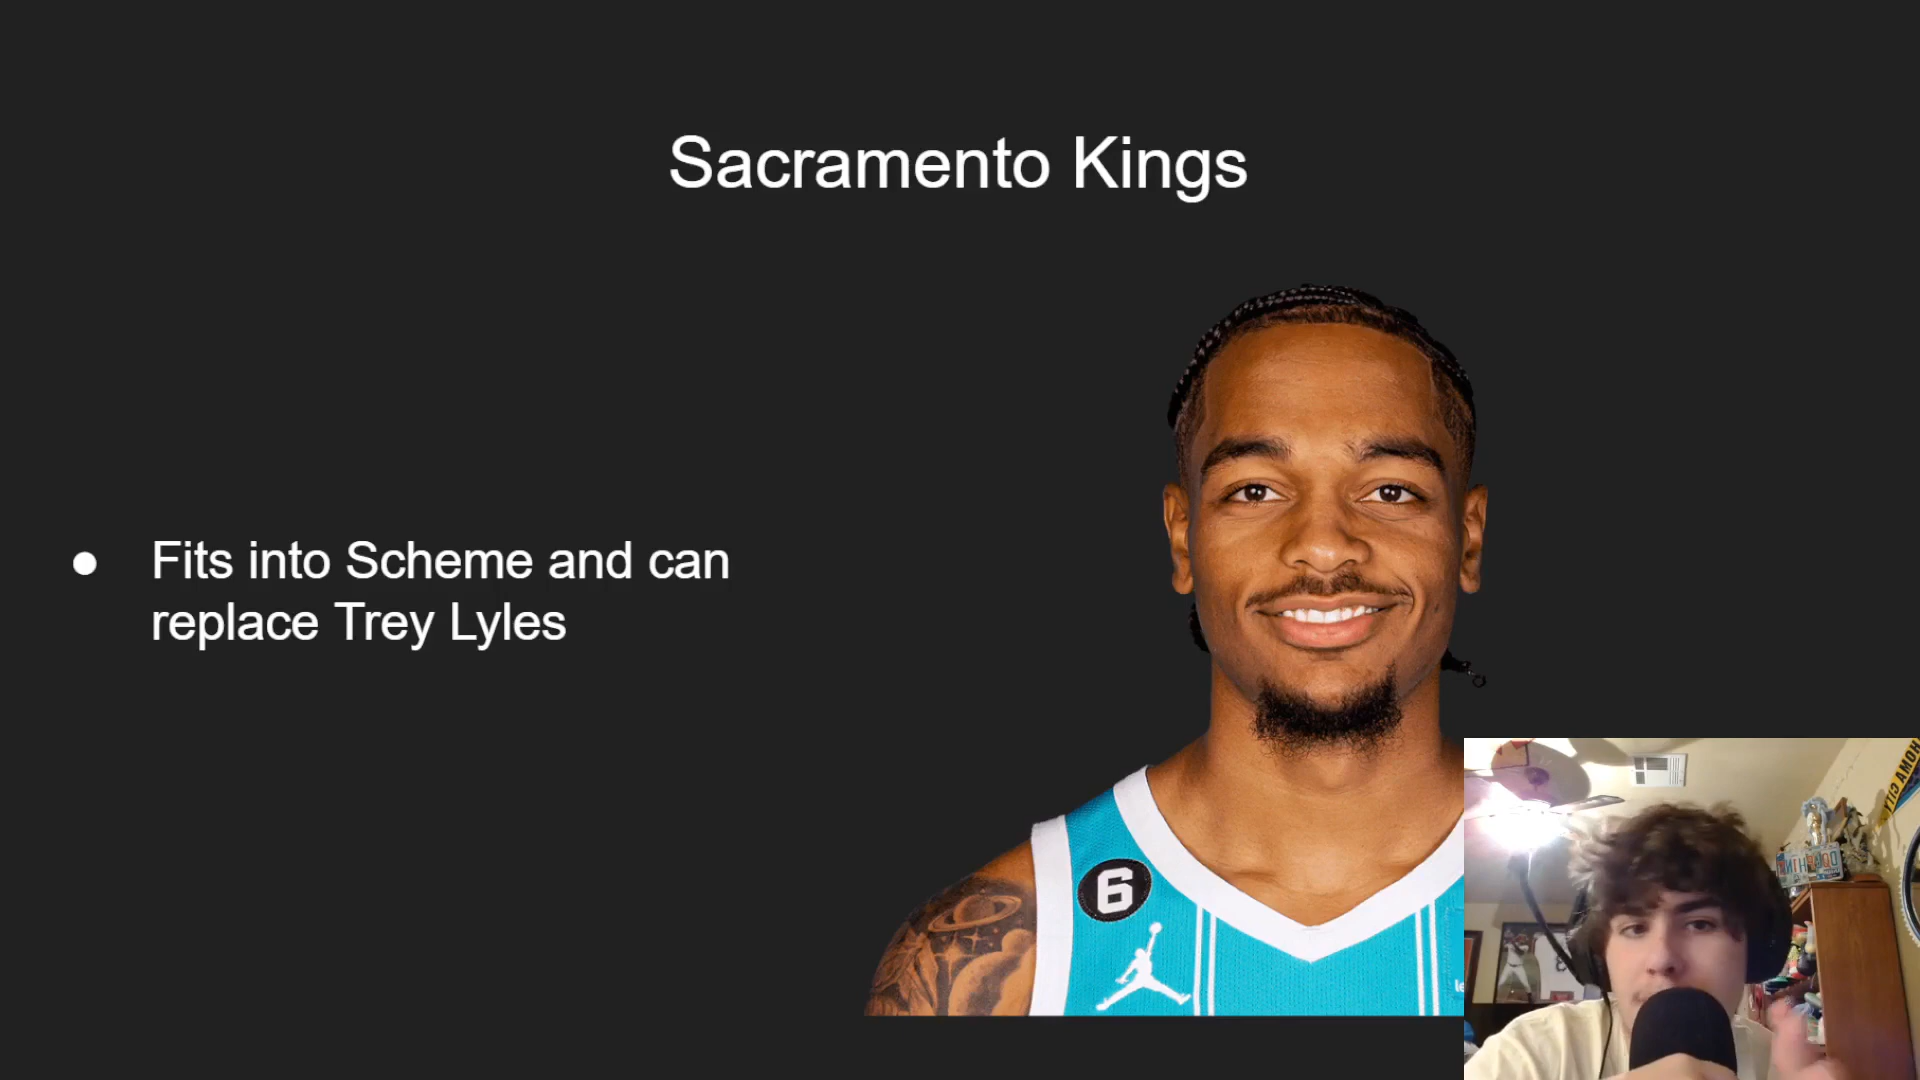 Sacramento Kings
● Fits into Scheme and can
replace Trey Lyles
6